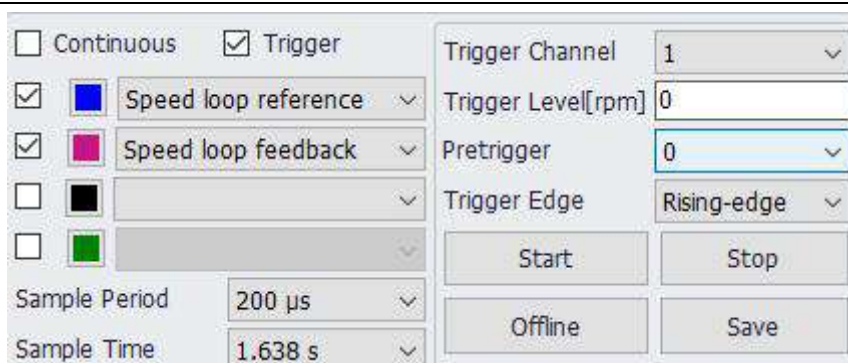 Continuous Trigger
Speed loop reference
Speed loop feedback
Sample Period 200 µs
Sample Time 1.638 s
Trigger Channel 1
Trigger Level[rpm] 0
Pretrigger 0
Trigger Edge Rising-edge
Start Stop
Offline Save